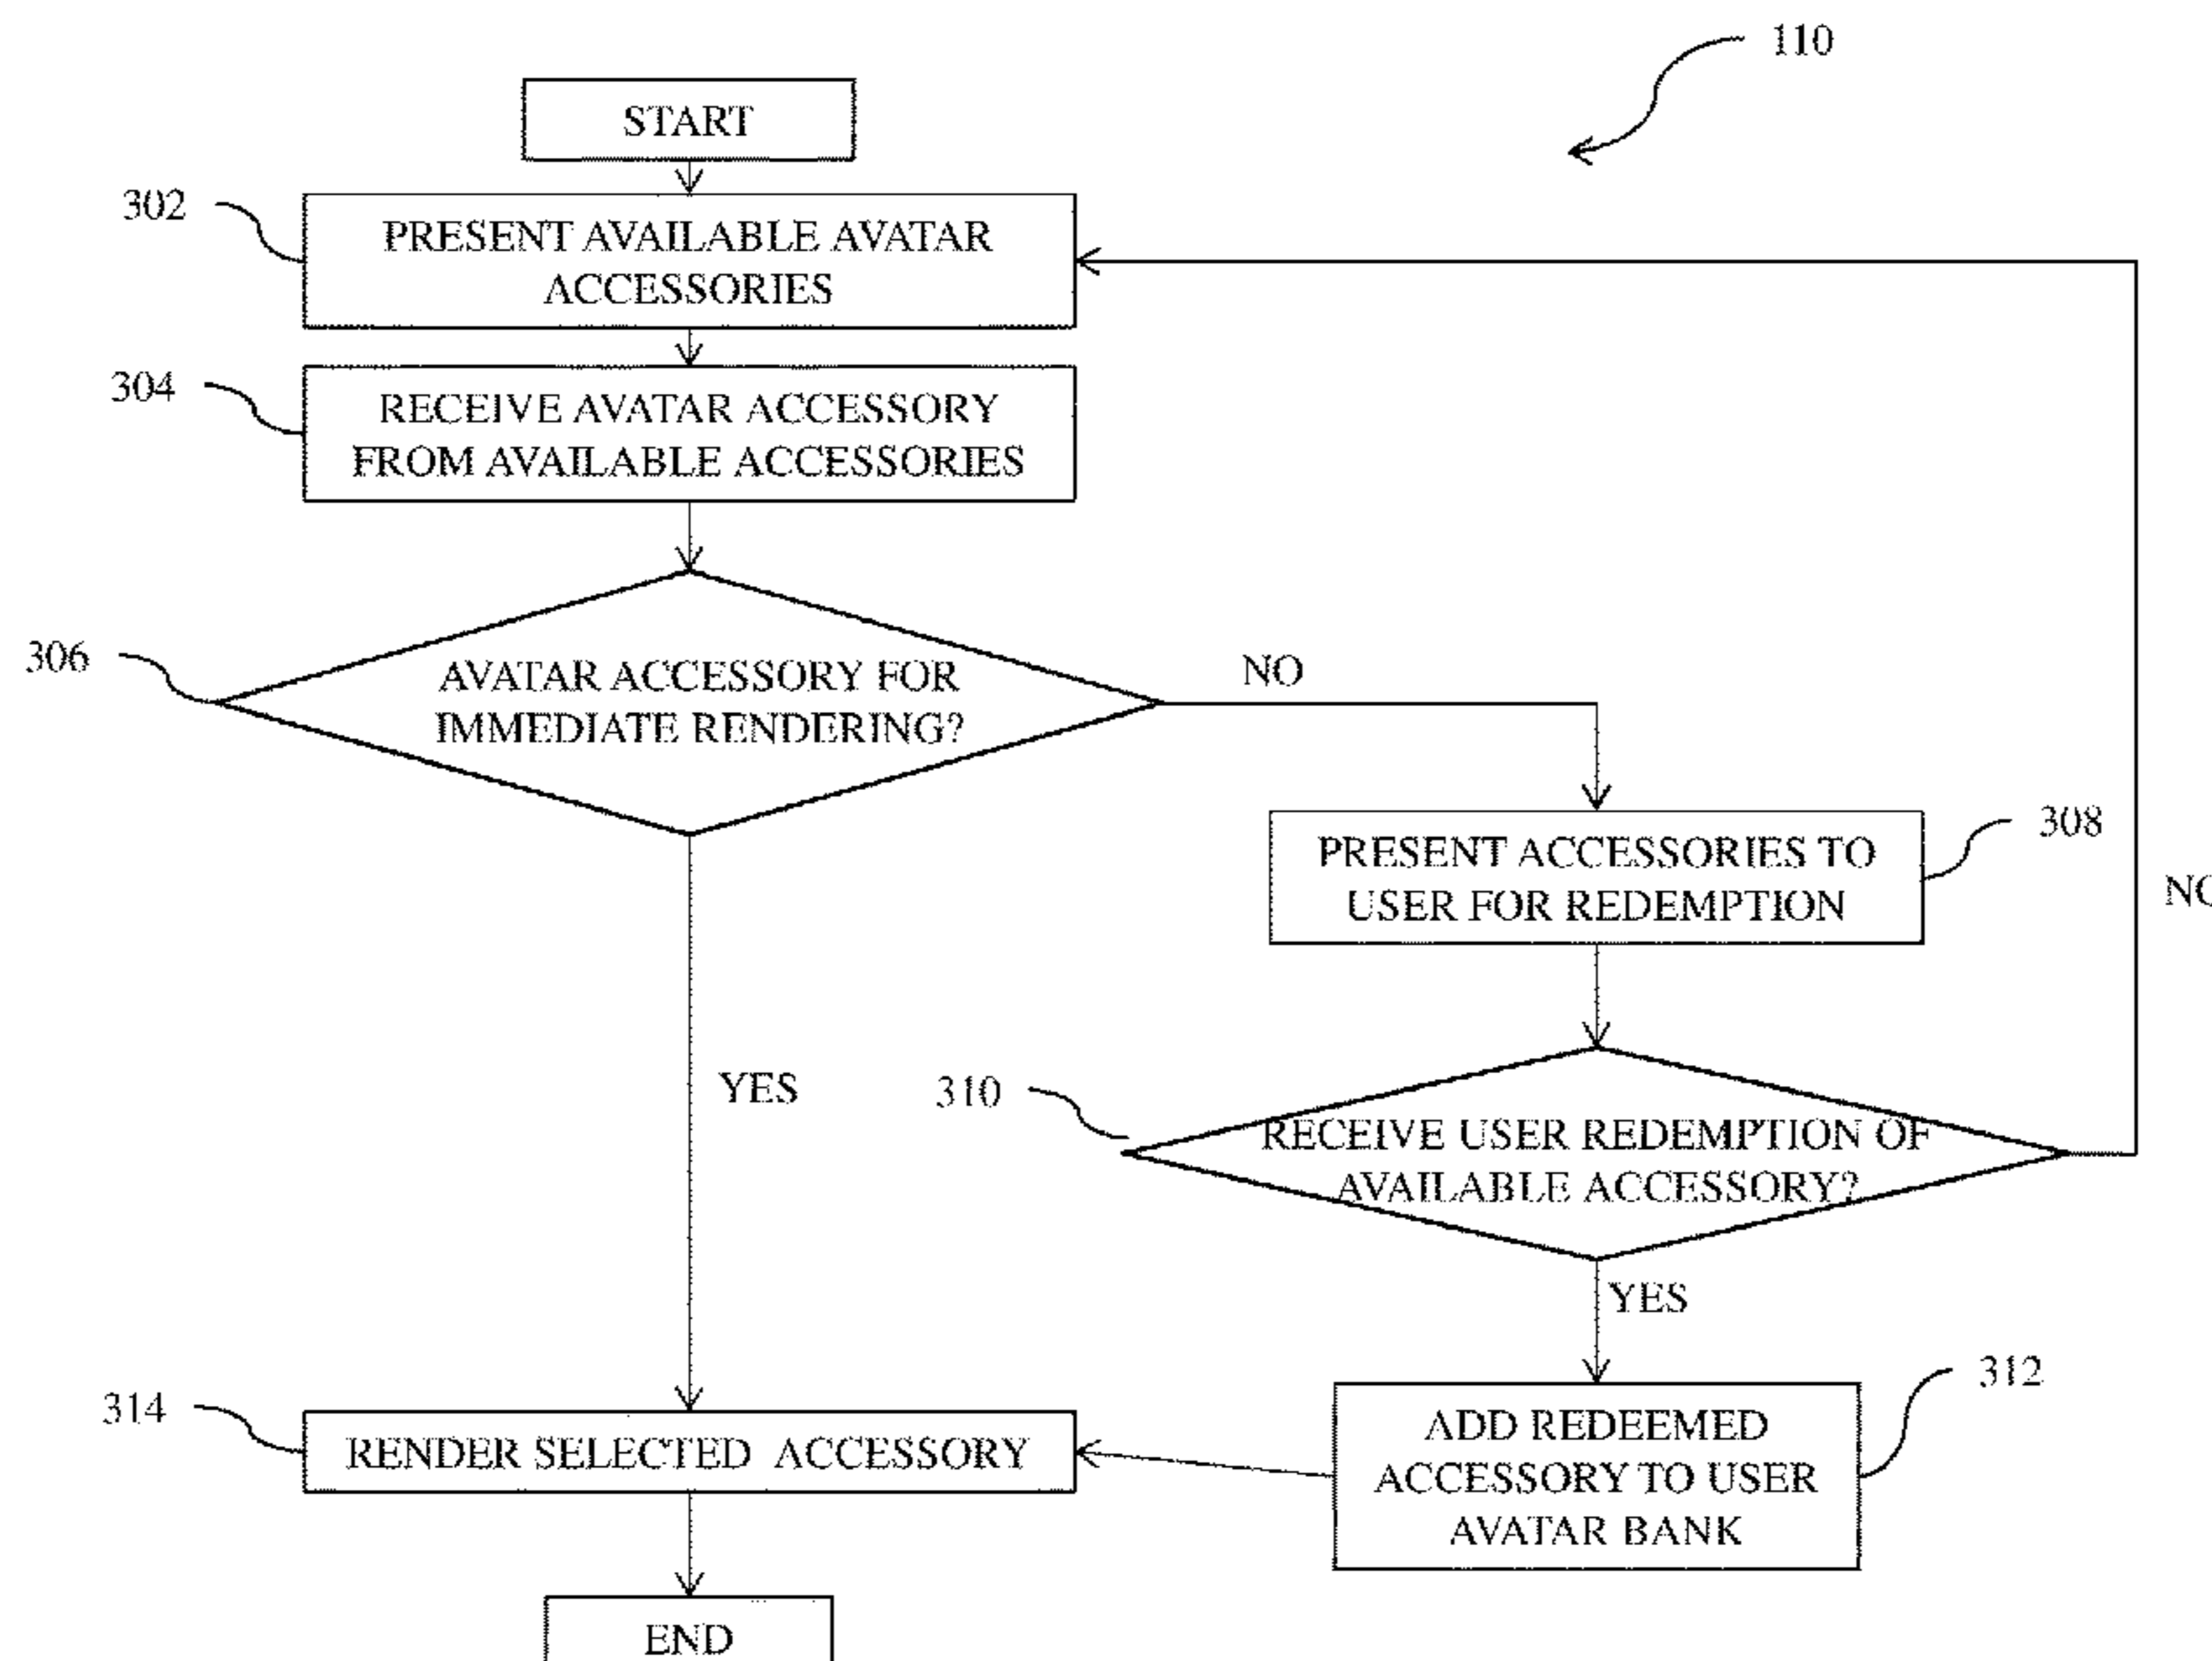 110
START
302
PRESENT AVAILABLE AVATAR
ACCESSORIES
304
RECEIVE AVATAR ACCESSORY
FROM AVAILABLE ACCESSORIES
306
AVATAR ACCESSORY FOR
IMMEDIATE RENDERING?
NO
308
PRESENT ACCESSORIES TO
USER FOR REDEMPTION
NO
YES
310
RECEIVE USER REDEMPTION OF
AVAILABLE ACCESSORY?
YES
312
ADD REDEEMED
ACCESSORY TO USER
AVATAR BANK
314
RENDER SELECTED ACCESSORY
END